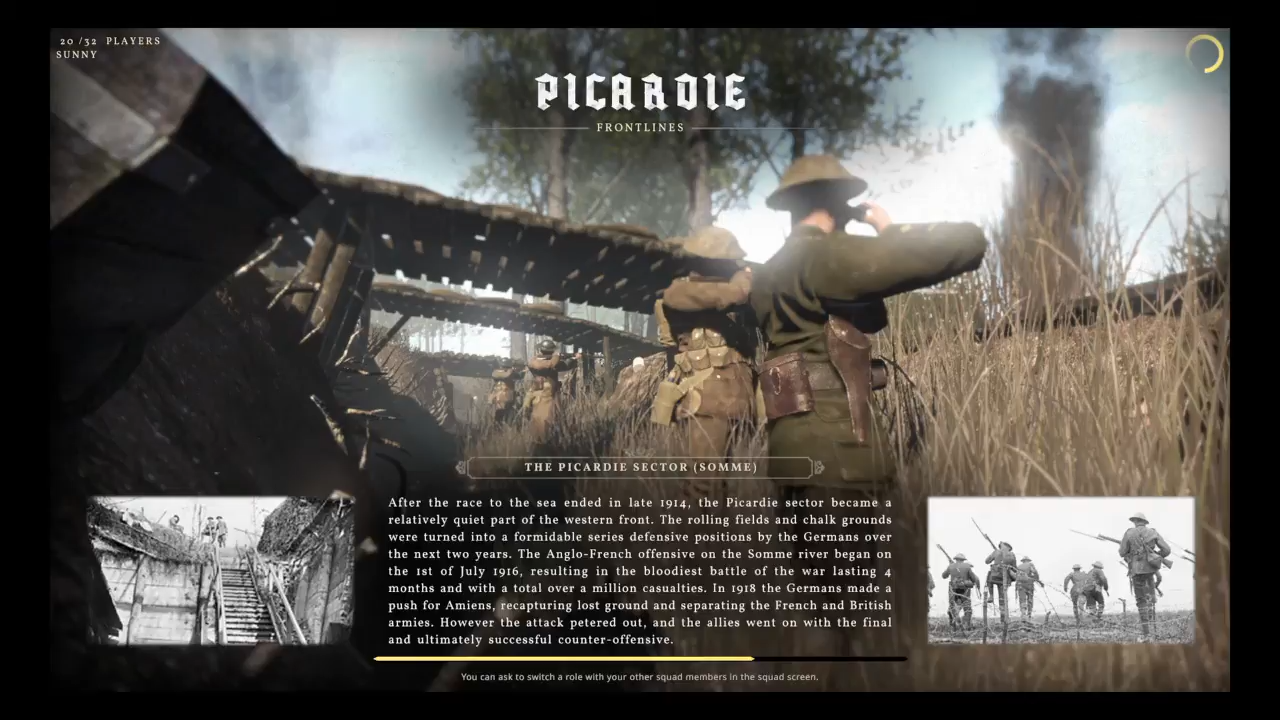 20 /32 PLAYERS
SUNNY
PICARDIE
FRONTLINES
THE PICARDIE SECTOR (SOMME)
After the race to the sea ended in late 1914, the Picardie sector became a
relatively quiet part of the western front. The rolling fields and chalk grounds
were turned into a formidable series defensive positions by the Germans over
the next two years. The Anglo-French offensive on the Somme river began on
the 1st of July 1916, resulting in the bloodiest battle of the war lasting 4
months and with a total over a million casualties. In 1918 the Germans made a
push for Amiens, recapturing lost ground and separating the French and British
armies. However the attack petered out, and the allies went on with the final
and ultimately successful counter-offensive.
You can ask to switch a role with your other squad members in the squad screen.